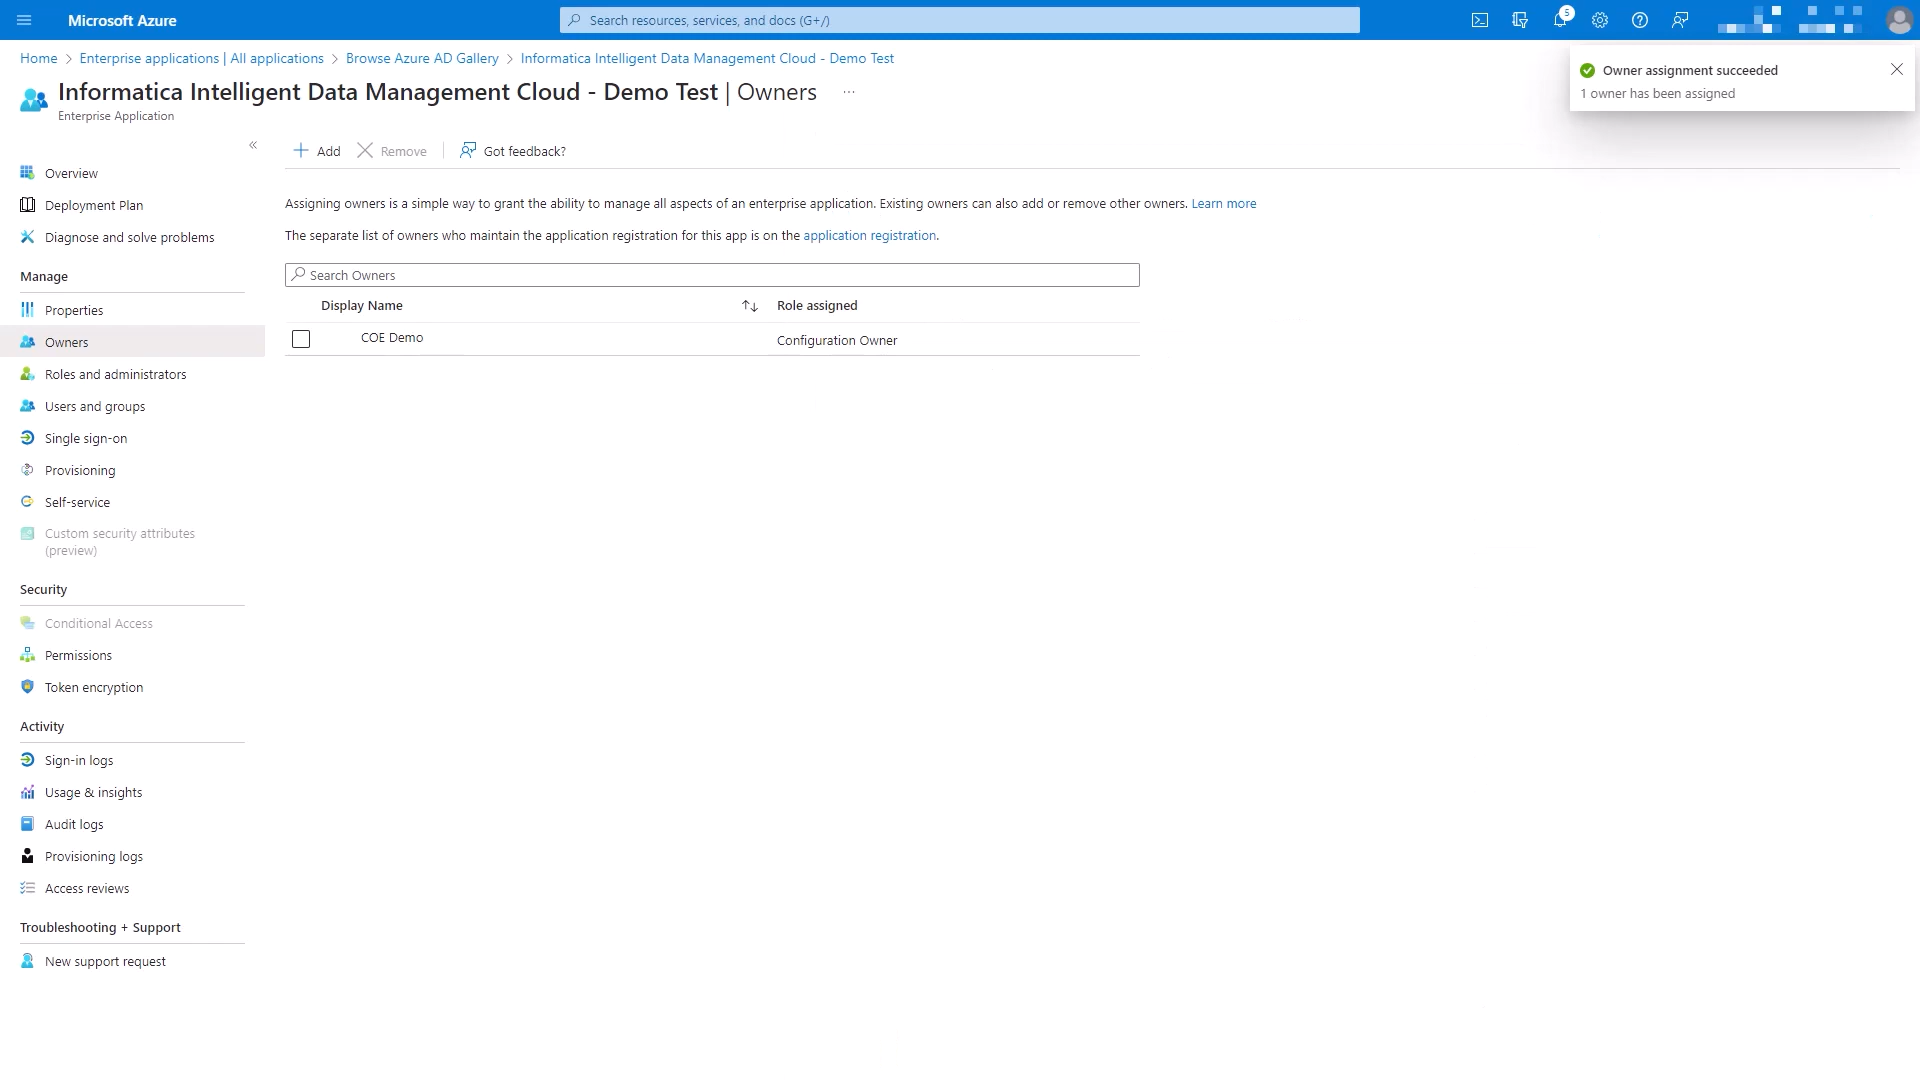 Microsoft Azure
Search resources, services, and docs (G+/)
5
Home > Enterprise applications | All applications > Browse Azure AD Gallery > Informatica Intelligent Data Management Cloud - Demo Test
Informatica Intelligent Data Management Cloud - Demo Test | Owners ...
Enterprise Application
Owner assignment succeeded
1 owner has been assigned
«
Add
Remove
Got feedback?
Overview
Deployment Plan
Diagnose and solve problems
Manage
Properties
Owners
Roles and administrators
Users and groups
Single sign-on
Provisioning
Self-service
Custom security attributes
(preview)
Security
Conditional Access
Permissions
Token encryption
Activity
Sign-in logs
Usage & insights
Audit logs
Provisioning logs
Access reviews
Troubleshooting + Support
New support request
Assigning owners is a simple way to grant the ability to manage all aspects of an enterprise application. Existing owners can also add or remove other owners. Learn more
The separate list of owners who maintain the application registration for this app is on the application registration.
Search Owners
Display Name
Role assigned
COE Demo
Configuration Owner